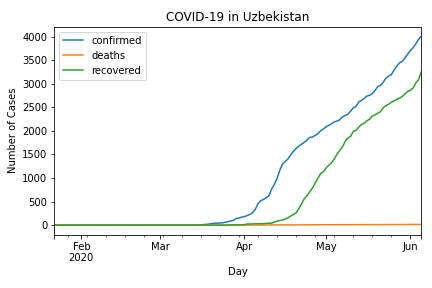 COVID-19 in Uzbekistan
confirmed
deaths
recovered
Number of Cases
4000
3500
3000
2500
2000
1500
1000
500
0
Feb
2020
Mar
Apr
May
Jun
Day